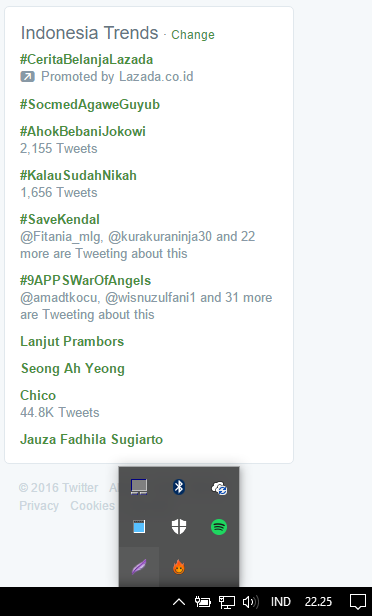 Indonesia Trends · Change
#CeritaBelanjaLazada
Promoted by Lazada.co.id
#SocmedAgaweGuyub
#AhokBebaniJokowi
2,155 Tweets
#KalauSudahNikah
1,656 Tweets
#SaveKendal
@Fitania_mlg, @kurakuraninja30 and 22
more are Tweeting about this
#9APPSWarOfAngels
@amadtkocu, @wisnuzulfani1 and 31 more
are Tweeting about this
Lanjut Prambors
Seong Ah Yeong
Chico
44.8K Tweets
Jauza Fadhila Sugiarto
© 2016 Twitter
Privacy Cookies
IND 22.25